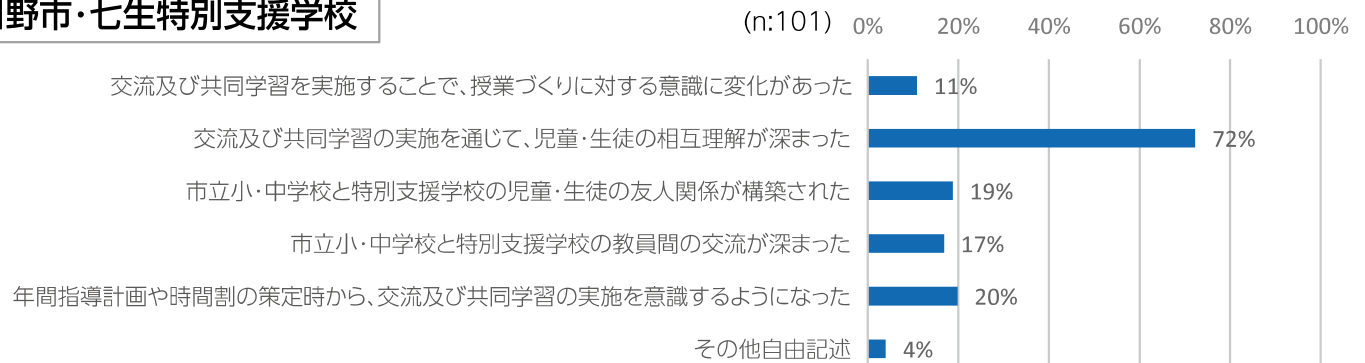 野市・七生特別支援学校
(n:101) 0% 20% 40% 60% 80% 100%
交流及び共同学習を実施することで、授業づくりに対する意識に変化があった 11%
交流及び共同学習の実施を通じて、児童・生徒の相互理解が深まった 72%
市立小・中学校と特別支援学校の児童・生徒の友人関係が構築された 19%
市立小・中学校と特別支援学校の教員間の交流が深まった 17%
年間指導計画や時間割の策定時から、交流及び共同学習の実施を意識するようになった 20%
その他自由記述 4%